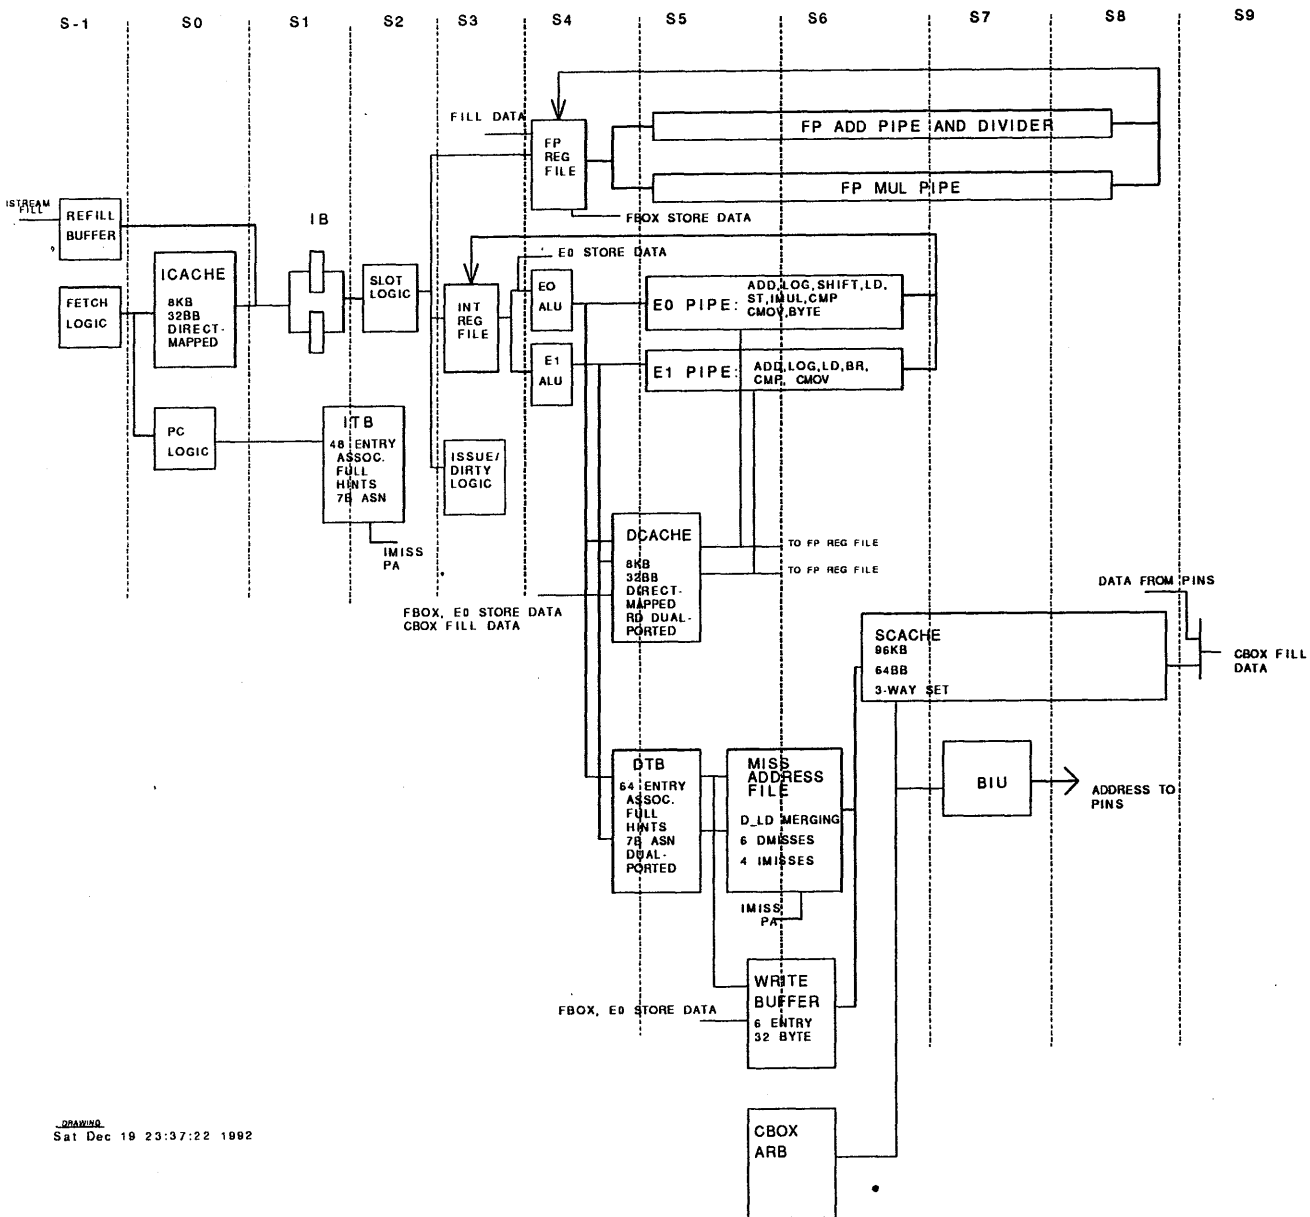 S-1 S0 S1 S2 S3 S4 S5 S6 S7 S8 S9
FILL DATA
FP
REG
FILE
FP ADD PIPE AND DIVIDER
FP MUL PIPE
FBOX STORE DATA
ISTREAM
FILL
REFILL
BUFFER
IB
E0 STORE DATA
ICACHE
8KB
32BB
DIRECT-
MAPPED
FETCH
LOGIC
SLOT
LOGIC
INT
REG
FILE
E0
ALU
E0 PIPE:
ADD,LOG,SHIFT,LD,
ST,IMUL,CMP
CMOV,BYTE
E1
ALU
E1 PIPE:
ADD,LOG,LD,BR,
CMP, CMOV
PC
LOGIC
ITB
48 ENTRY
ASSOC.
FULL
HINTS
7B ASN
IMISS
PA
ISSUE/
DIRTY
LOGIC
DCACHE
8KB
32BB
DIRECT-
MAPPED
RD DUAL-
PORTED
TO FP REG FILE
TO FP REG FILE
FBOX, E0 STORE DATA
CBOX FILL DATA
DATA FROM PINS
SCACHE
96KB
64BB
3-WAY SET
CBOX FILL
DATA
DTB
64 ENTRY
ASSOC.
FULL
HINTS
7B ASN
DUAL-
PORTED
MISS
ADDRESS
FILE
D_LD MERGING
6 DMISSES
4 IMISSES
IMISS
PA
BIU
ADDRESS TO
PINS
FBOX, E0 STORE DATA
WRITE
BUFFER
6 ENTRY
32 BYTE
CBOX
ARB
DRAWING
Sat Dec 19 23:37:22 1992